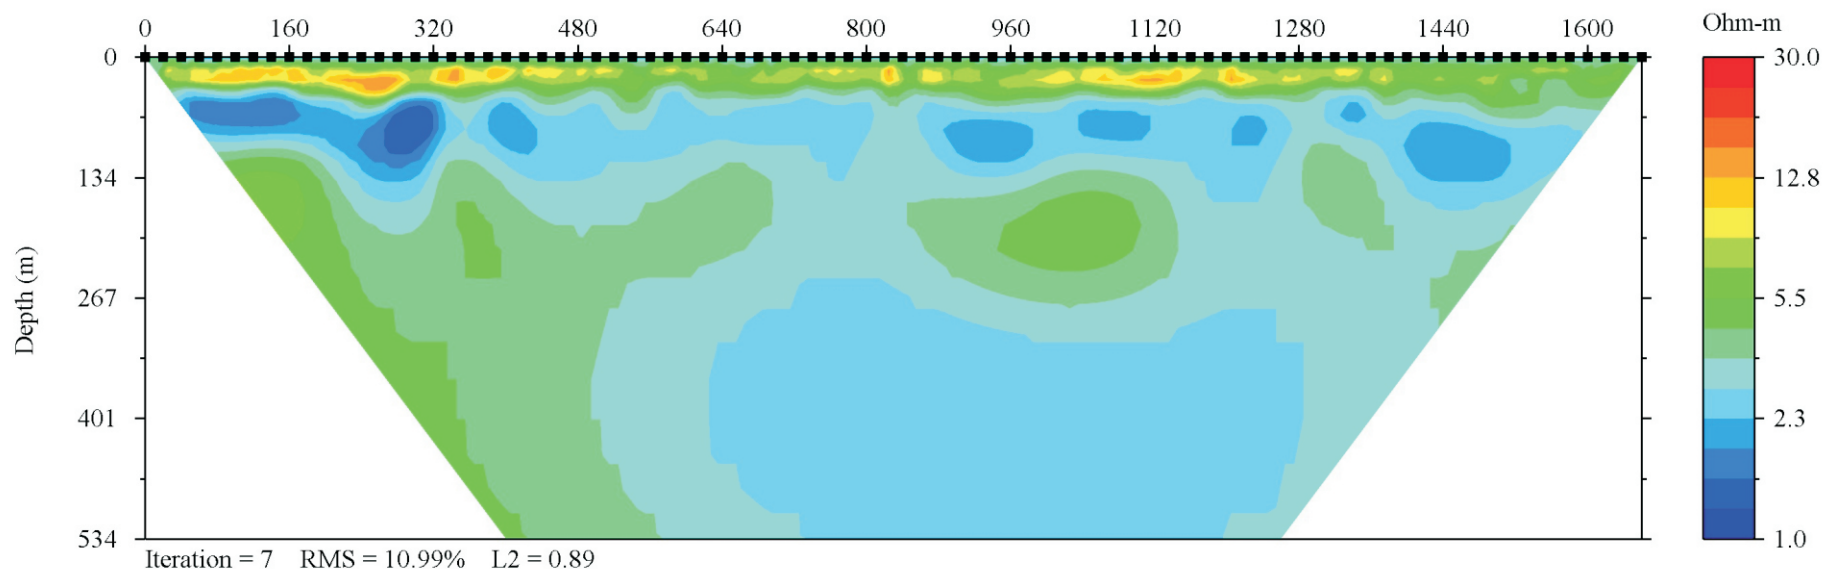 0 160 320 480 640 800 960 1120 1280 1440 1600
Ohm-m
0
134
267
401
534
Depth (m)
30.0
12.8
5.5
2.3
1.0
Iteration = 7 RMS = 10.99% L2 = 0.89